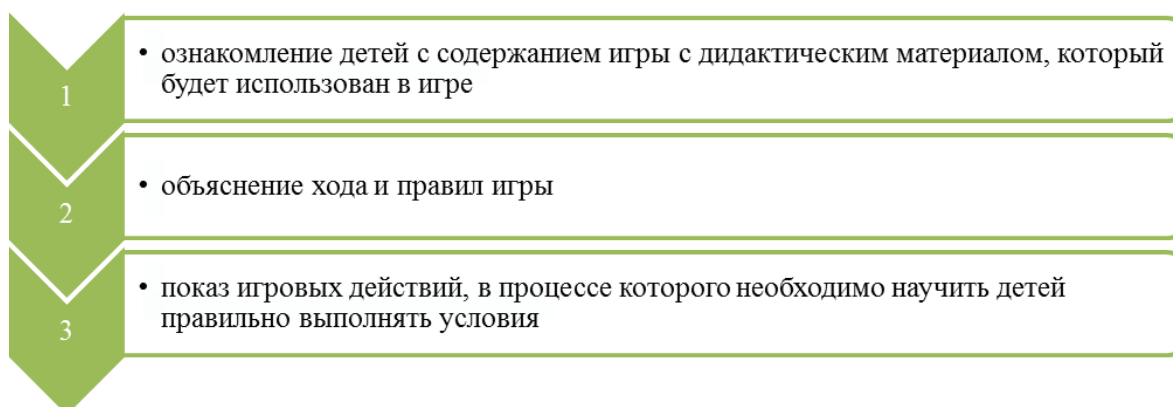 1
• ознакомление детей с содержанием игры с дидактическим материалом, который
будет использован в игре
2
• объяснение хода и правил игры
3
• показ игровых действий, в процессе которого необходимо научить детей
правильно выполнять условия